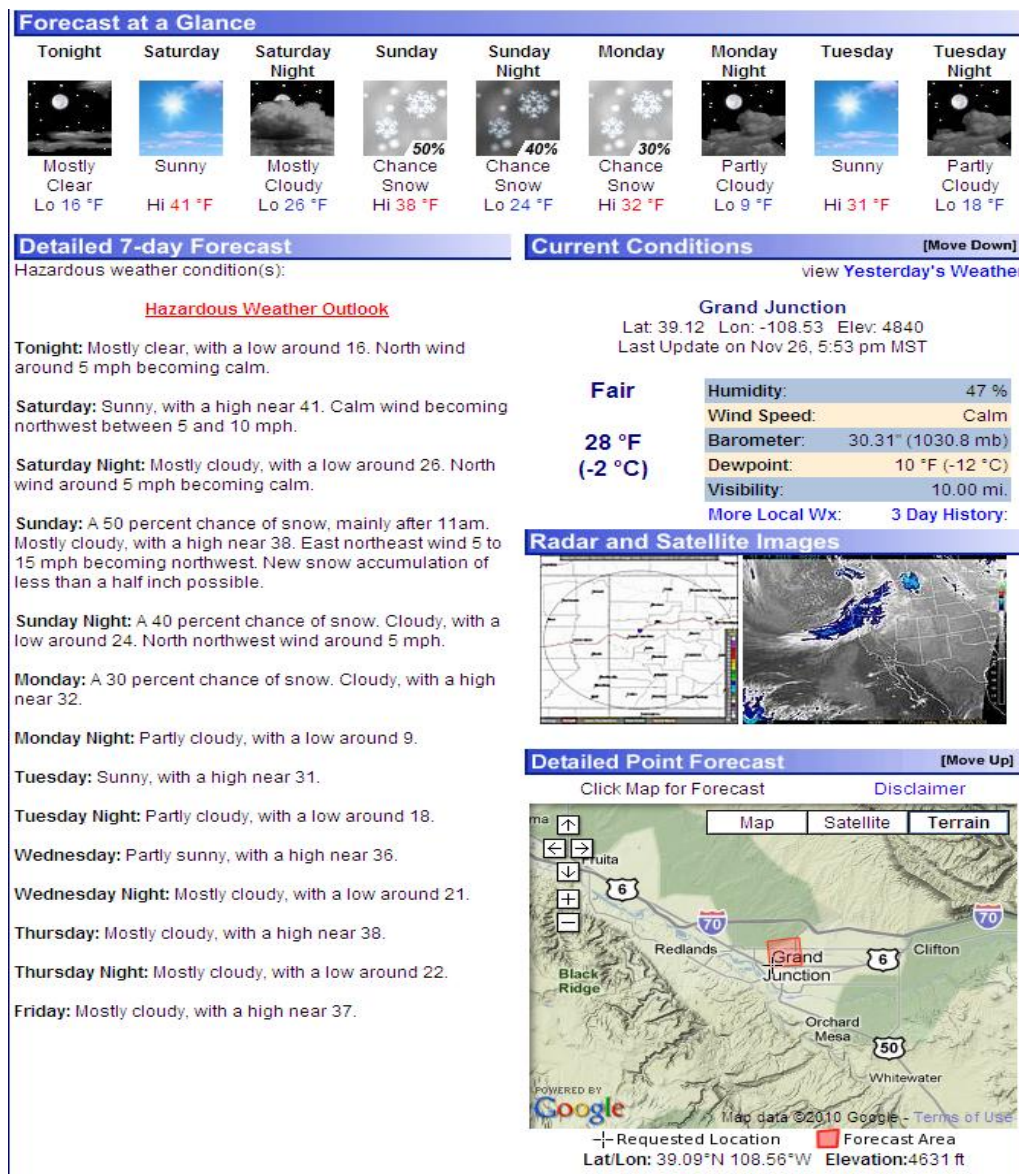 Forecast at a Glance
Tonight
Saturday
Saturday
Night
Sunday
Sunday
Night
Monday
Monday
Night
Tuesday
Tuesday
Night
50%
40%
30%
Mostly
Clear
Lo 16 °F
Sunny
Hi 41 °F
Mostly
Cloudy
Lo 26 °F
Chance
Snow
Hi 38 °F
Chance
Snow
Lo 24 °F
Chance
Snow
Hi 32 °F
Partly
Cloudy
Lo 9 °F
Sunny
Hi 31 °F
Partly
Cloudy
Lo 18 °F
Detailed 7-day Forecast
Hazardous weather condition(s):
Hazardous Weather Outlook
Tonight: Mostly clear, with a low around 16. North wind
around 5 mph becoming calm.
Saturday: Sunny, with a high near 41. Calm wind becoming
northwest between 5 and 10 mph.
Saturday Night: Mostly cloudy, with a low around 26. North
wind around 5 mph becoming calm.
Sunday: A 50 percent chance of snow, mainly after 11am.
Mostly cloudy, with a high near 38. East northeast wind 5 to
15 mph becoming northwest. New snow accumulation of
less than a half inch possible.
Sunday Night: A 40 percent chance of snow. Cloudy, with a
low around 24. North northwest wind around 5 mph.
Monday: A 30 percent chance of snow. Cloudy, with a high
near 32.
Monday Night: Partly cloudy, with a low around 9.
Tuesday: Sunny, with a high near 31.
Tuesday Night: Partly cloudy, with a low around 18.
Wednesday: Partly sunny, with a high near 36.
Wednesday Night: Mostly cloudy, with a low around 21.
Thursday: Mostly cloudy, with a high near 38.
Thursday Night: Mostly cloudy, with a low around 22.
Friday: Mostly cloudy, with a high near 37.
Current Conditions [Move Down]
view Yesterday's Weather
Grand Junction
Lat: 39.12 Lon: -108.53 Elev: 4840
Last Update on Nov 26, 5:53 pm MST
Fair
28 °F
(-2 °C)
Humidity: 47 %
Wind Speed: Calm
Barometer: 30.31" (1030.8 mb)
Dewpoint: 10 °F (-12 °C)
Visibility: 10.00 mi.
More Local Wx: 3 Day History:
Radar and Satellite Images
Detailed Point Forecast [Move Up]
Click Map for Forecast Disclaimer
Map Satellite Terrain
ma
Fruita
6
70
70
Redlands
Grand
Junction
6
Clifton
Black
Ridge
Orchard
Mesa
50
Whitewater
POWERED BY
Google
Map data ©2010 Google - Terms of Use
Requested Location Forecast Area
Lat/Lon: 39.09°N 108.56°W Elevation:4631 ft